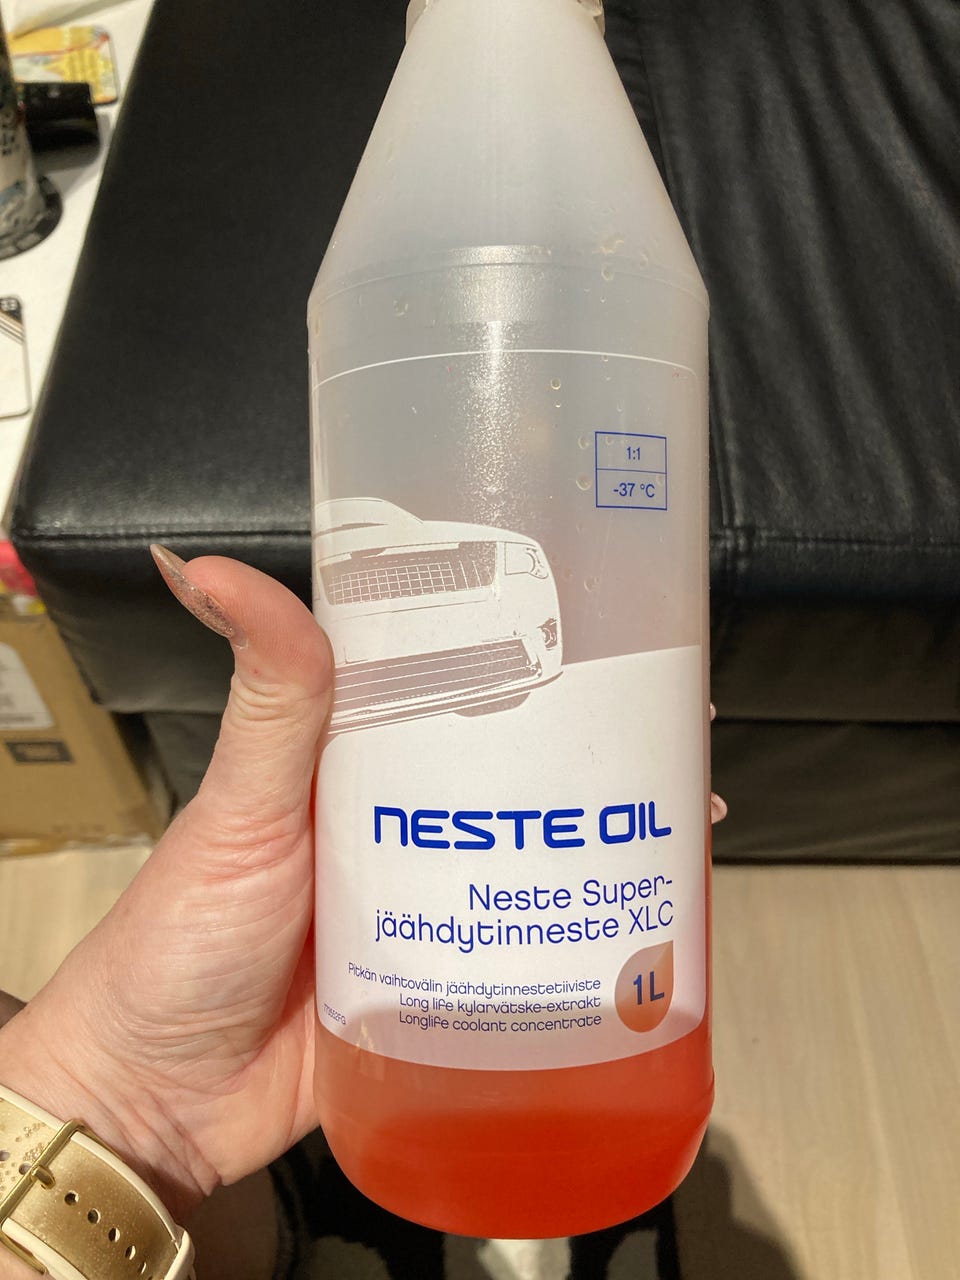 1:1
-37 °C
NESTE OIL
Neste Super-
jäähdytinneste XLC
Pitkän vaihtovälin jäähdytinnestetiiviste
Long life kylarvätske-extrakt
Longlife coolant concentrate
1L